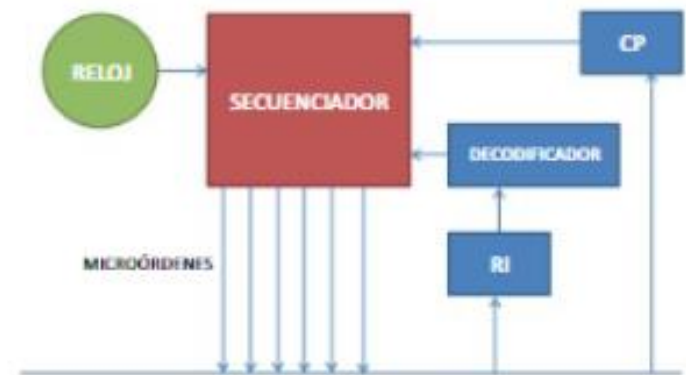 CP
RELOJ
SECUENCIADOR
DECODIFICADOR
MICROÓRDENES
RI